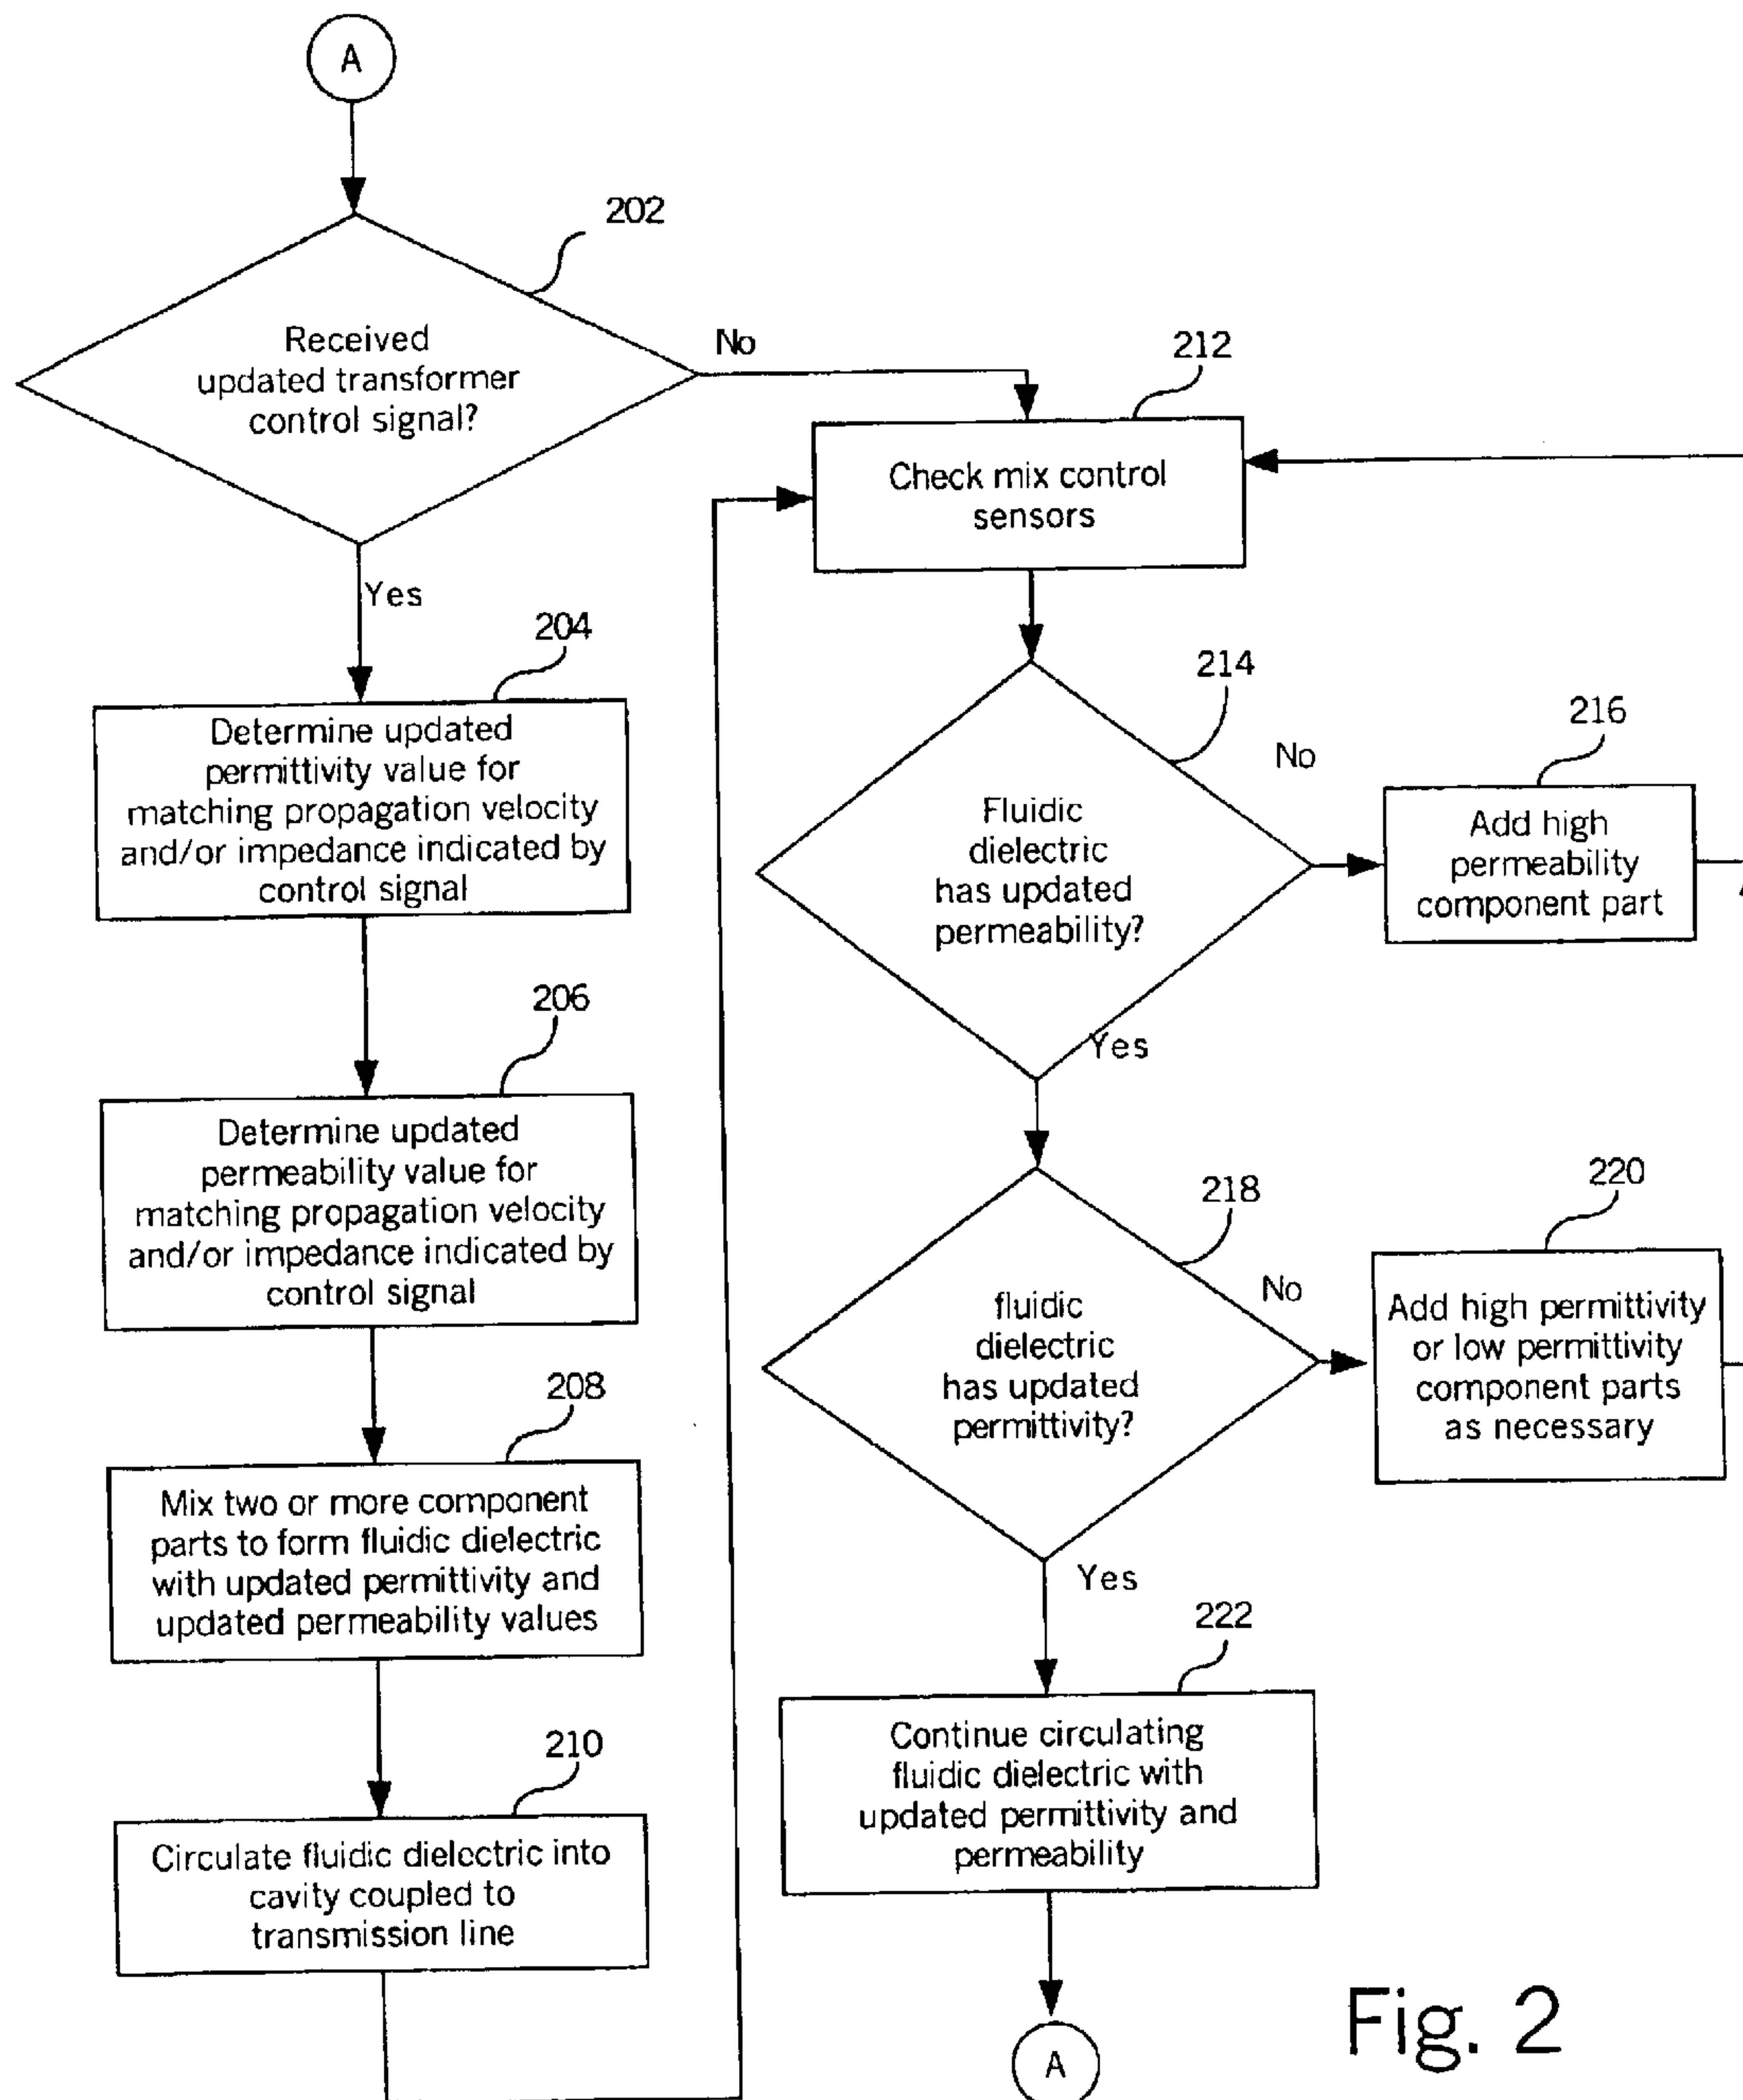 A
202
Received
updated transformer
control signal?
No
Yes
204
Determine updated
permittivity value for
matching propagation velocity
and/or impedance indicated by
control signal
206
Determine updated
permeability value for
matching propagation velocity
and/or impedance indicated by
control signal
208
Mix two or more component
parts to form fluidic dielectric
with updated permittivity and
updated permeability values
210
Circulate fluidic dielectric into
cavity coupled to
transmission line
212
Check mix control
sensors
214
Fluidic
dielectric
has updated
permeability?
No
Yes
216
Add high
permeability
component part
218
fluidic
dielectric
has updated
permittivity?
No
Yes
220
Add high permittivity
or low permittivity
component parts
as necessary
222
Continue circulating
fluidic dielectric with
updated permittivity and
permeability
A
Fig. 2